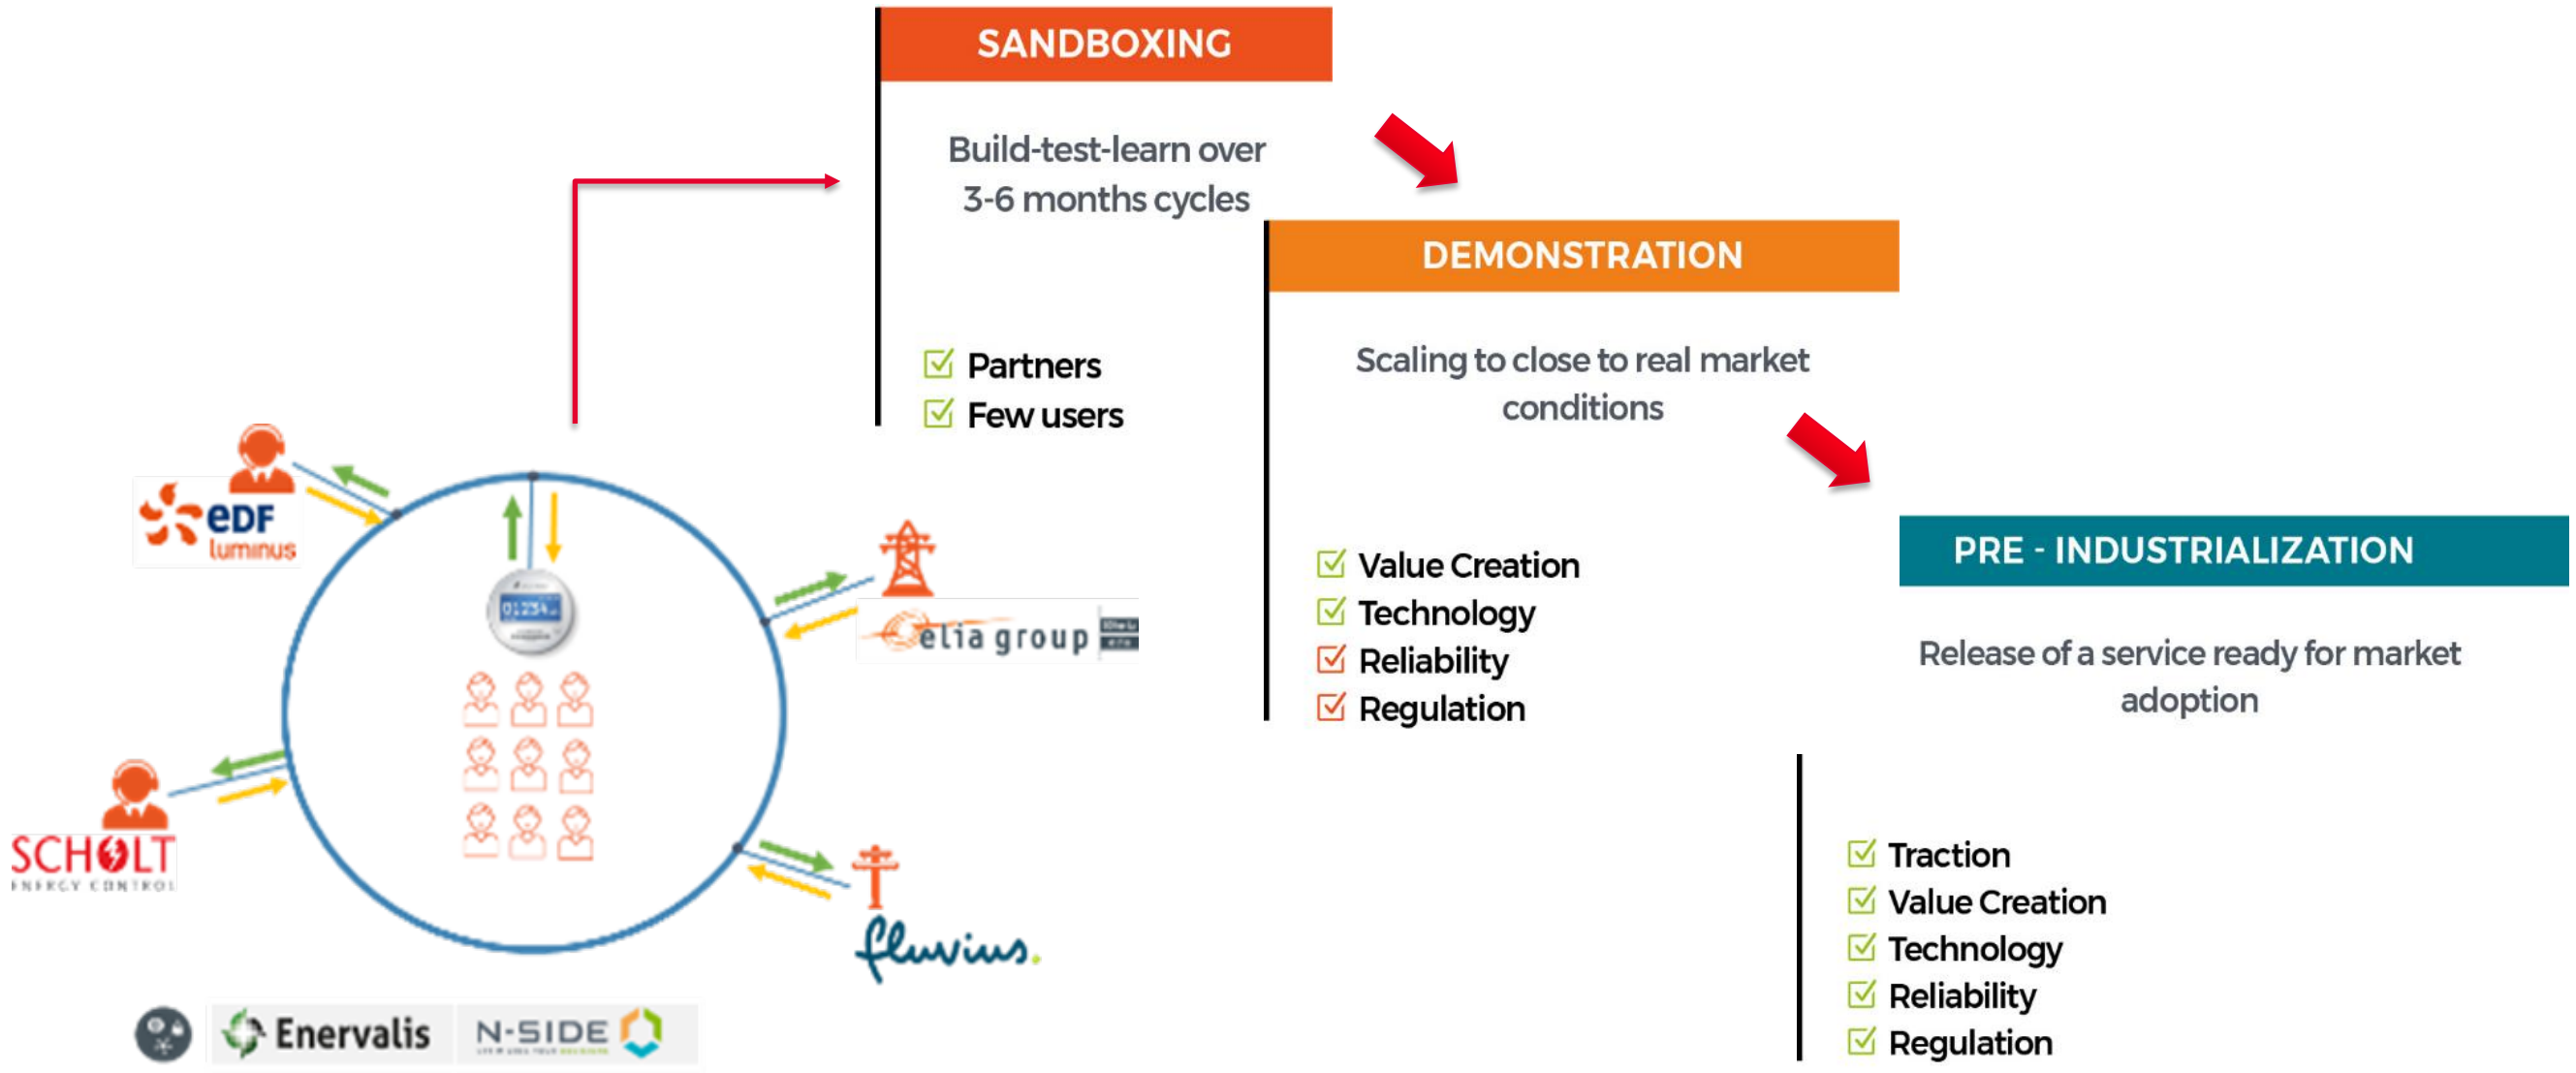 SANDBOXING
Build-test-learn over
3-6 months cycles
Partners
Few users
DEMONSTRATION
Scaling to close to real market
conditions
Value Creation
Technology
Reliability
Regulation
PRE - INDUSTRIALIZATION
Release of a service ready for market
adoption
Traction
Value Creation
Technology
Reliability
Regulation
eDF
luminus
01234
elia group
SCHOLT
ENERGY CONTROL
fluvius.
Enervalis
N-SIDE